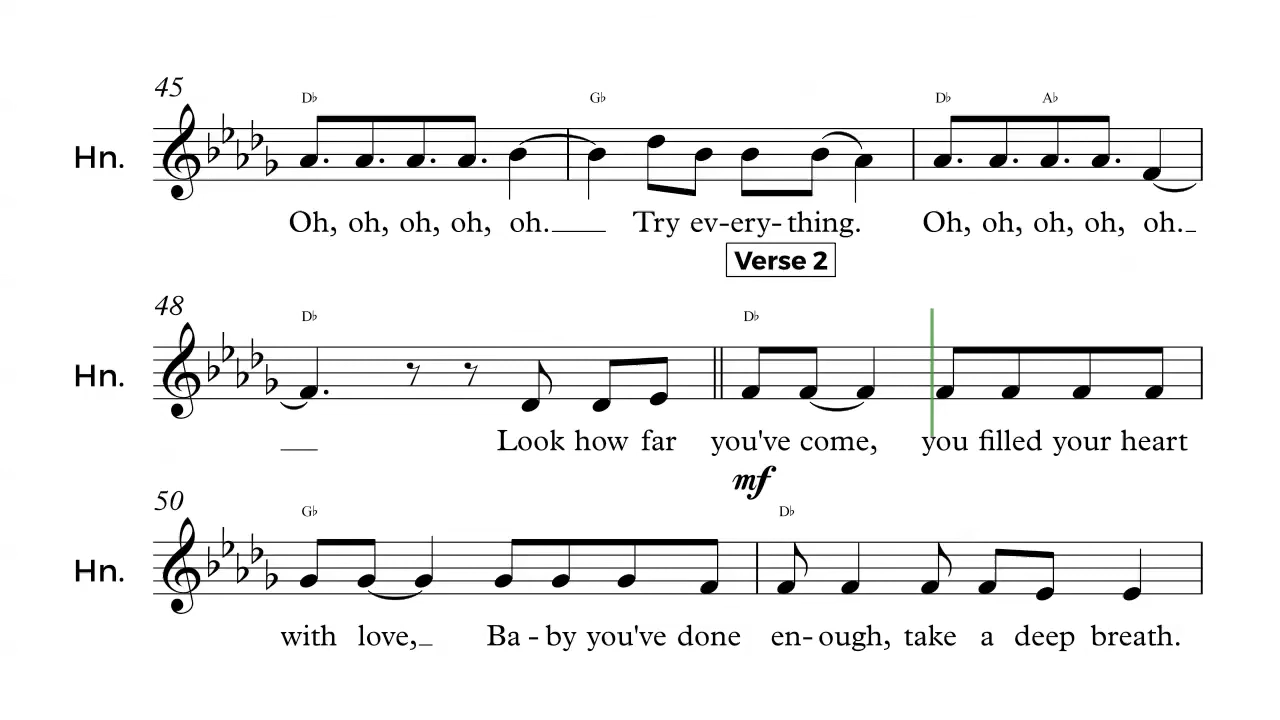 45
D♭ G♭ D♭ A♭
Hn.
Oh, oh, oh, oh, oh. Try ev-ery-thing. Oh, oh, oh, oh, oh.
Verse 2
48
D♭ D♭
Hn.
Look how far you've come, you filled your heart
mf
50
G♭ D♭
Hn.
with love, Ba - by you've done en-ough, take a deep breath.